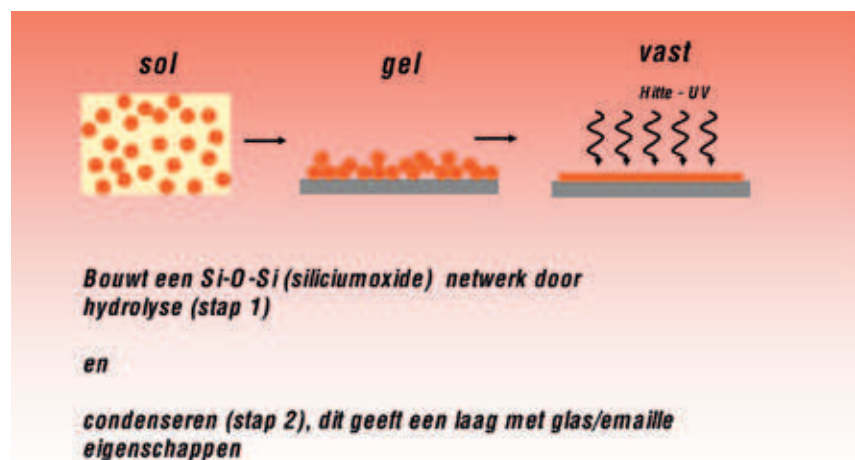 sol
gel
vast
Hitte - UV
Bouwt een Si-O-Si (siliciumoxide) netwerk door
hydrolyse (stap 1)
en
condenseren (stap 2), dit geeft een laag met glas/emaille
eigenschappen